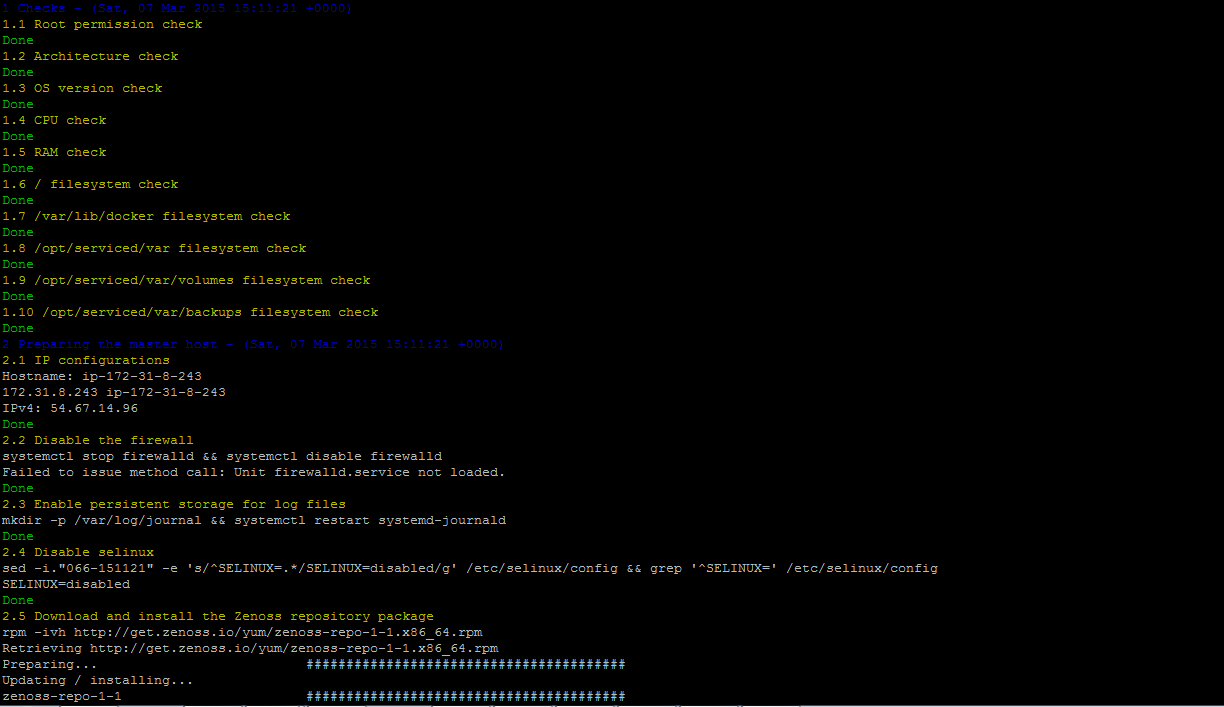 1 Checks - (Sat, 07 Mar 2015 15:11:21 +0000)
1.1 Root permission check
Done
1.2 Architecture check
Done
1.3 OS version check
Done
1.4 CPU check
Done
1.5 RAM check
Done
1.6 / filesystem check
Done
1.7 /var/lib/docker filesystem check
Done
1.8 /opt/serviced/var filesystem check
Done
1.9 /opt/serviced/var/volumes filesystem check
Done
1.10 /opt/serviced/var/backups filesystem check
Done
2 Preparing the master host - (Sat, 07 Mar 2015 15:11:21 +0000)
2.1 IP configurations
Hostname: ip-172-31-8-243
172.31.8.243 ip-172-31-8-243
IPv4: 54.67.14.96
Done
2.2 Disable the firewall
systemctl stop firewalld && systemctl disable firewalld
Failed to issue method call: Unit firewalld.service not loaded.
Done
2.3 Enable persistent storage for log files
mkdir -p /var/log/journal && systemctl restart systemd-journald
Done
2.4 Disable selinux
sed -i."066-151121" -e 's/^SELINUX=.*/SELINUX=disabled/g' /etc/selinux/config && grep '^SELINUX=' /etc/selinux/config
SELINUX=disabled
Done
2.5 Download and install the Zenoss repository package
rpm -ivh http://get.zenoss.io/yum/zenoss-repo-1-1.x86_64.rpm
Retrieving http://get.zenoss.io/yum/zenoss-repo-1-1.x86_64.rpm
Preparing... ########################################
Updating / installing...
zenoss-repo-1-1 ########################################